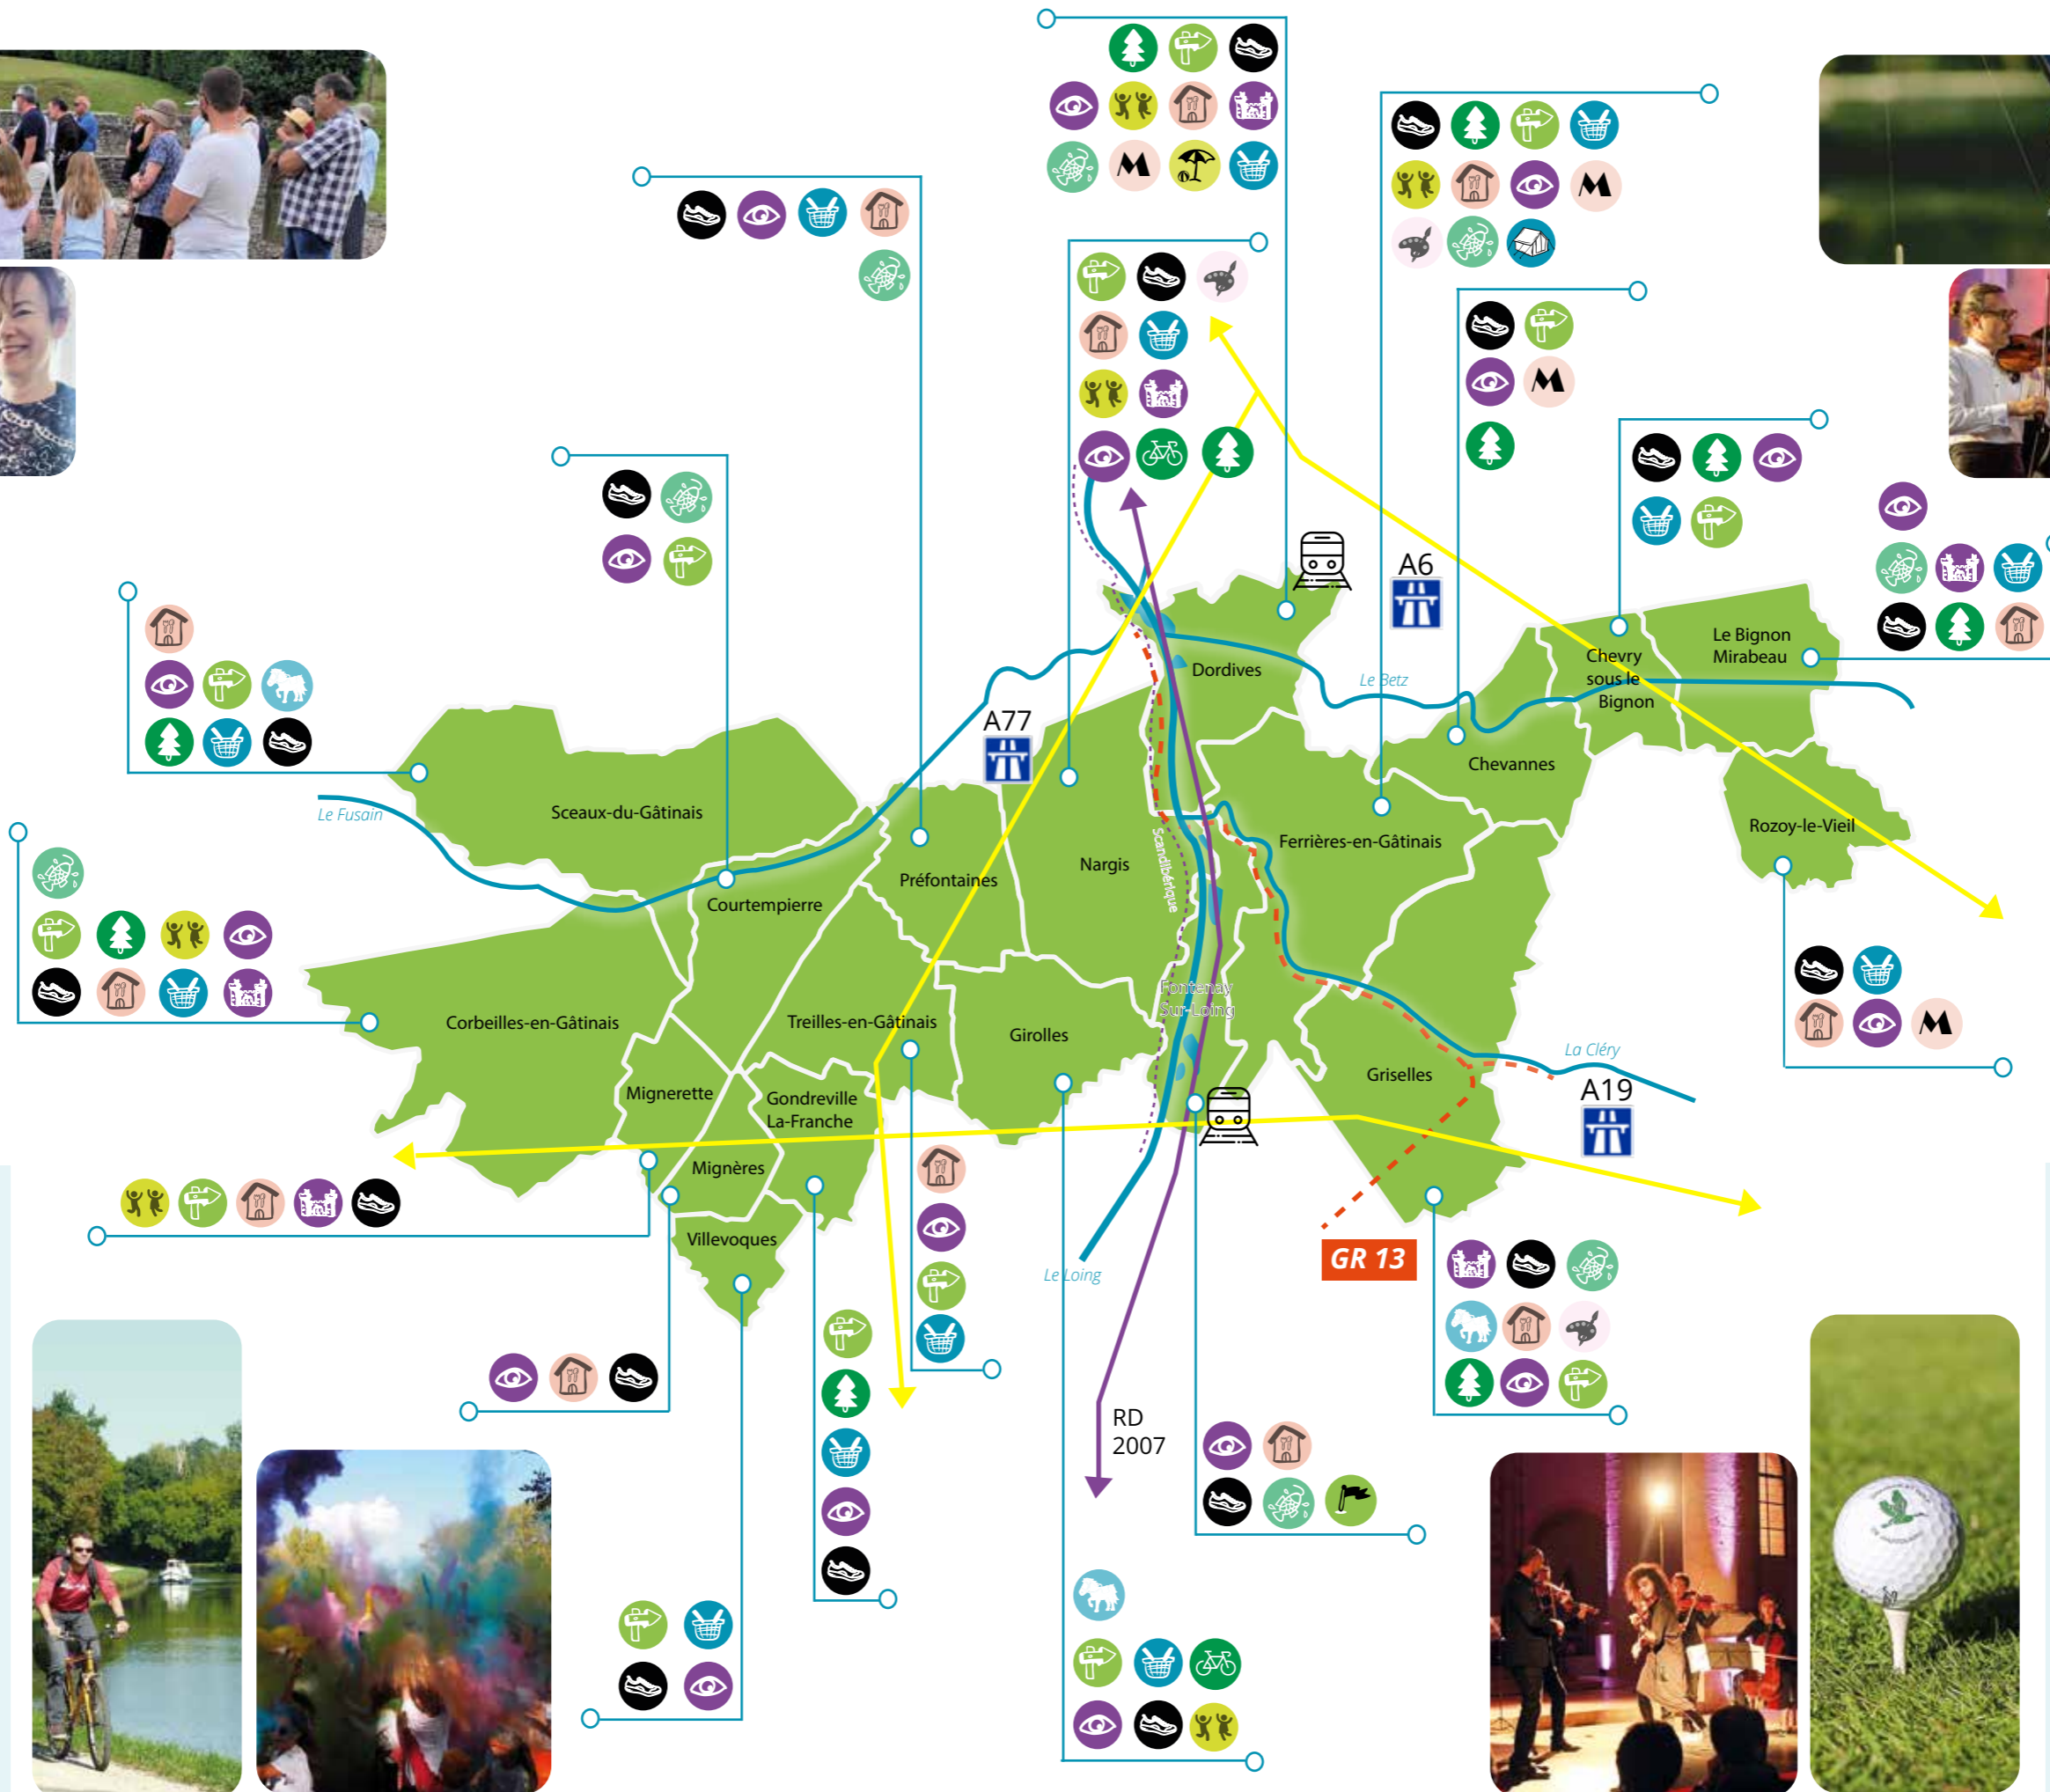 A6
Le Bignon
Mirabeau
Chevry
sous le
Bignon
Dordives
Le Betz
A77
Chevannes
Sceaux-du-Gâtinais
Le Fusain
Rozoy-le-Vieil
Ferrières-en-Gâtinais
Scandibérique
Nargis
Préfontaines
Courtempierre
Fontenay
Sur-Loing
Corbeilles-en-Gâtinais
Treilles-en-Gâtinais
Girolles
La Cléry
Griselles
A19
Mignerette
Gondreville
La-Franche
Mignères
Villevoques
Le Loing
GR 13
RD
2007